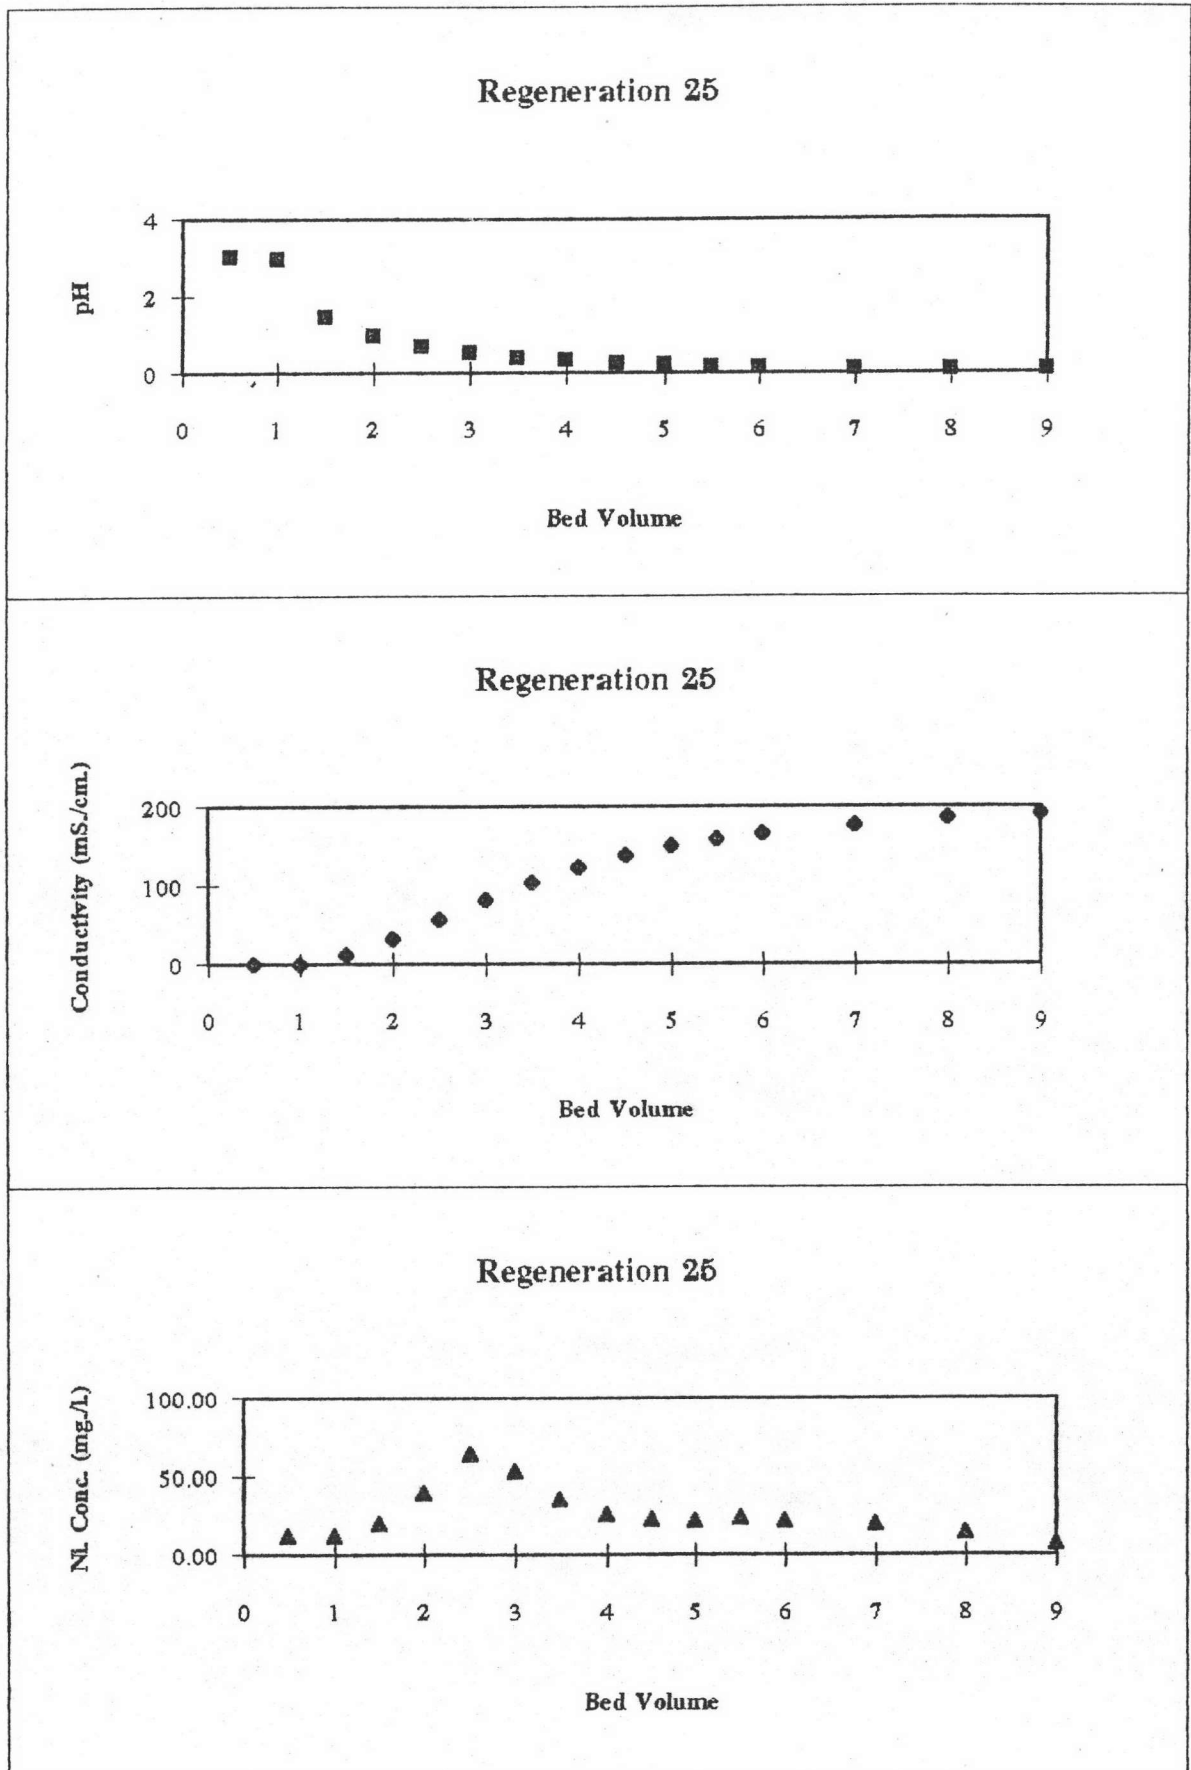 Regeneration 25
pH
4
2
0
0 1 2 3 4 5 6 7 8 9
Bed Volume
Regeneration 25
Conductivity (mS./cm.)
200
100
0
0 1 2 3 4 5 6 7 8 9
Bed Volume
Regeneration 25
Ni. Conc. (mg./l.)
100.00
50.00
0.00
0 1 2 3 4 5 6 7 8 9
Bed Volume